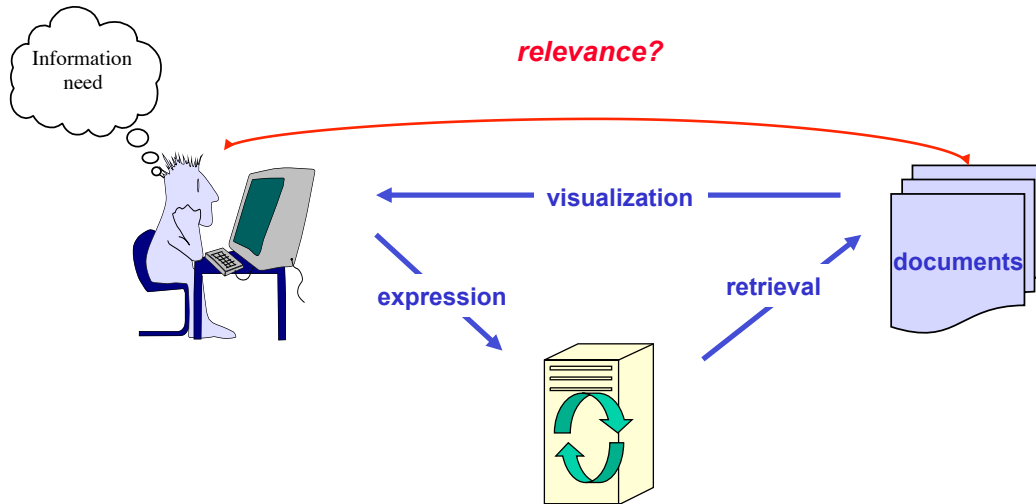 Information
need
relevance?
visualization
documents
expression
retrieval